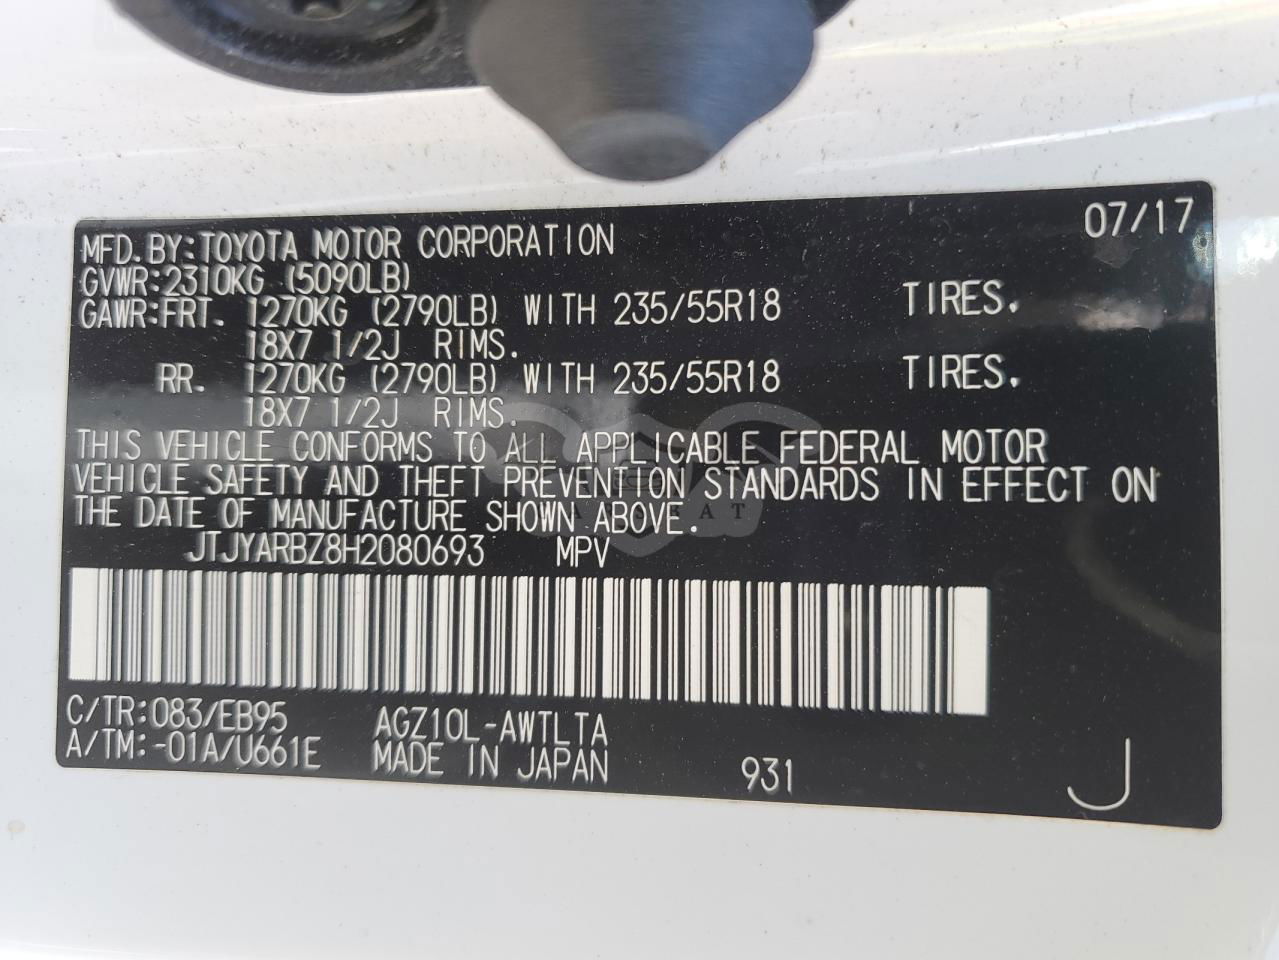 07/17
MFD.BY:TOYOTA MOTOR CORPORATION
GVWR:2310KG (5090LB)
GAWR:FRT. 1270KG (2790LB) WITH 235/55R18 TIRES.
18X7 1/2J RIMS.
RR. 1270KG (2790LB) WITH 235/55R18 TIRES.
18X7 1/2J RIMS.
THIS VEHICLE CONFORMS TO ALL APPLICABLE FEDERAL MOTOR
VEHICLE SAFETY AND THEFT PREVENTION STANDARDS IN EFFECT ON
THE DATE OF MANUFACTURE SHOWN ABOVE.
JTJYARBZ8H2080693 MPV
C/TR:083/EB95 AGZ10L-AWTLTA
A/TM:-01A/U661E MADE IN JAPAN 931 J